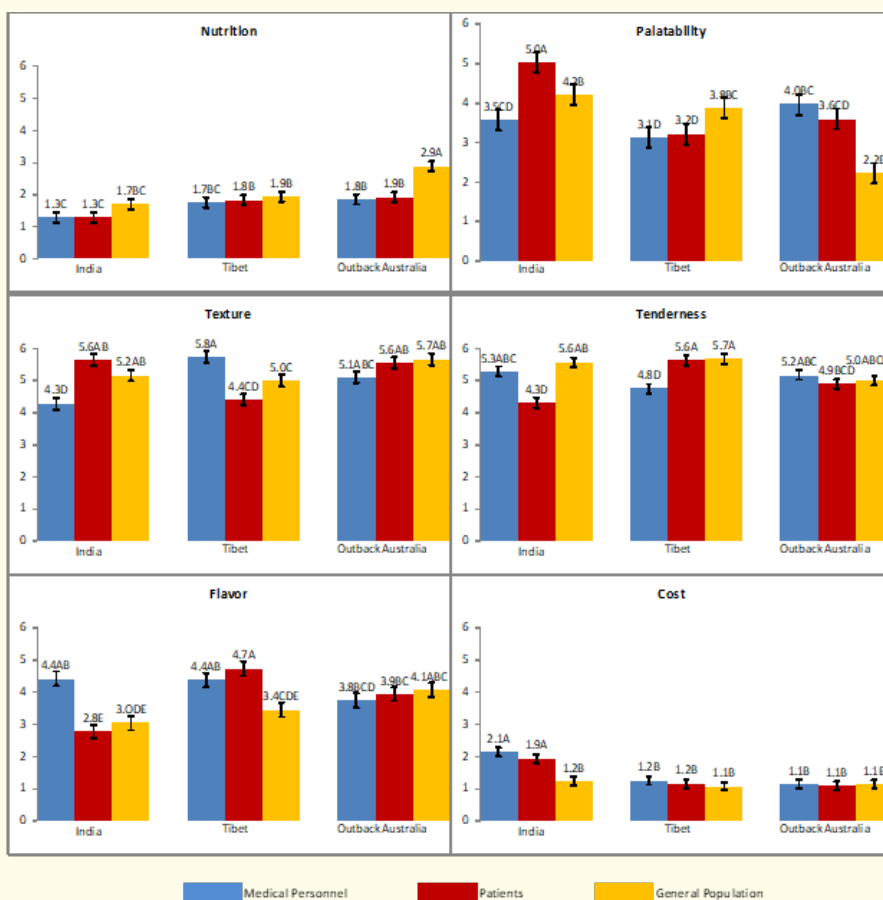 Nutrition
Palatability
6
5
4
3
2
1
0
1.3C
1.3C
1.7BC
1.7BC
1.8B
1.9B
1.8B
1.9B
2.9A
India
Tibet
Outback Australia
6
5
4
3
2
1
0
3.5CD
5.0A
4.2B
3.1D
3.2D
3.8BC
4.0BC
3.6CD
India
Tibet
Outback Australia
Texture
Tenderness
6
5
4
3
2
1
0
4.3D
5.6AB
5.2AB
5.8A
4.4CD
5.0C
5.1ABC
5.6AB
5.7AB
India
Tibet
Outback Australia
6
5
4
3
2
1
0
5.3ABC
4.3D
5.6AB
4.8D
5.6A
5.7A
5.2ABC
4.9BCD
India
Tibet
Outback Australia
Flavor
Cost
6
5
4
3
2
1
0
4.4AB
2.8E
3.0DE
4.4AB
4.7A
3.4CDE
3.8BCD
3.9BC
4.1ABC
India
Tibet
Outback Australia
6
5
4
3
2
1
0
2.1A
1.9A
1.2B
1.2B
1.2B
1.1B
1.1B
1.1B
1.1B
India
Tibet
Outback Australia
Medical Personnel
Patients
General Population